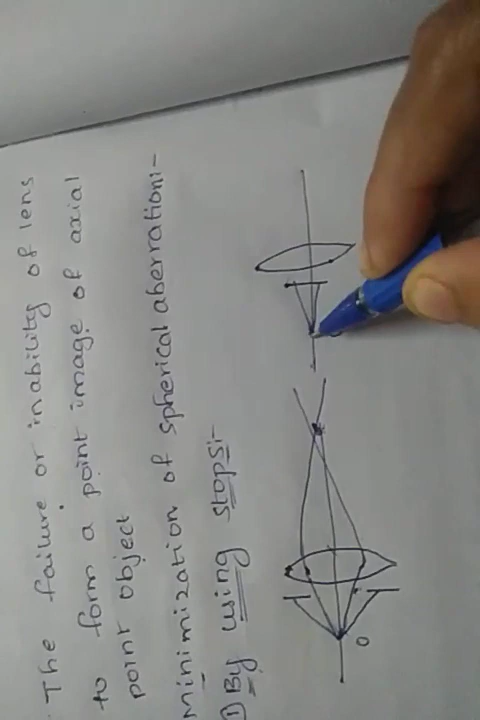 The failure or inability of lens
to form a point image of axial
point object
Minimization of spherical aberration:-
1) By using stops:-
O